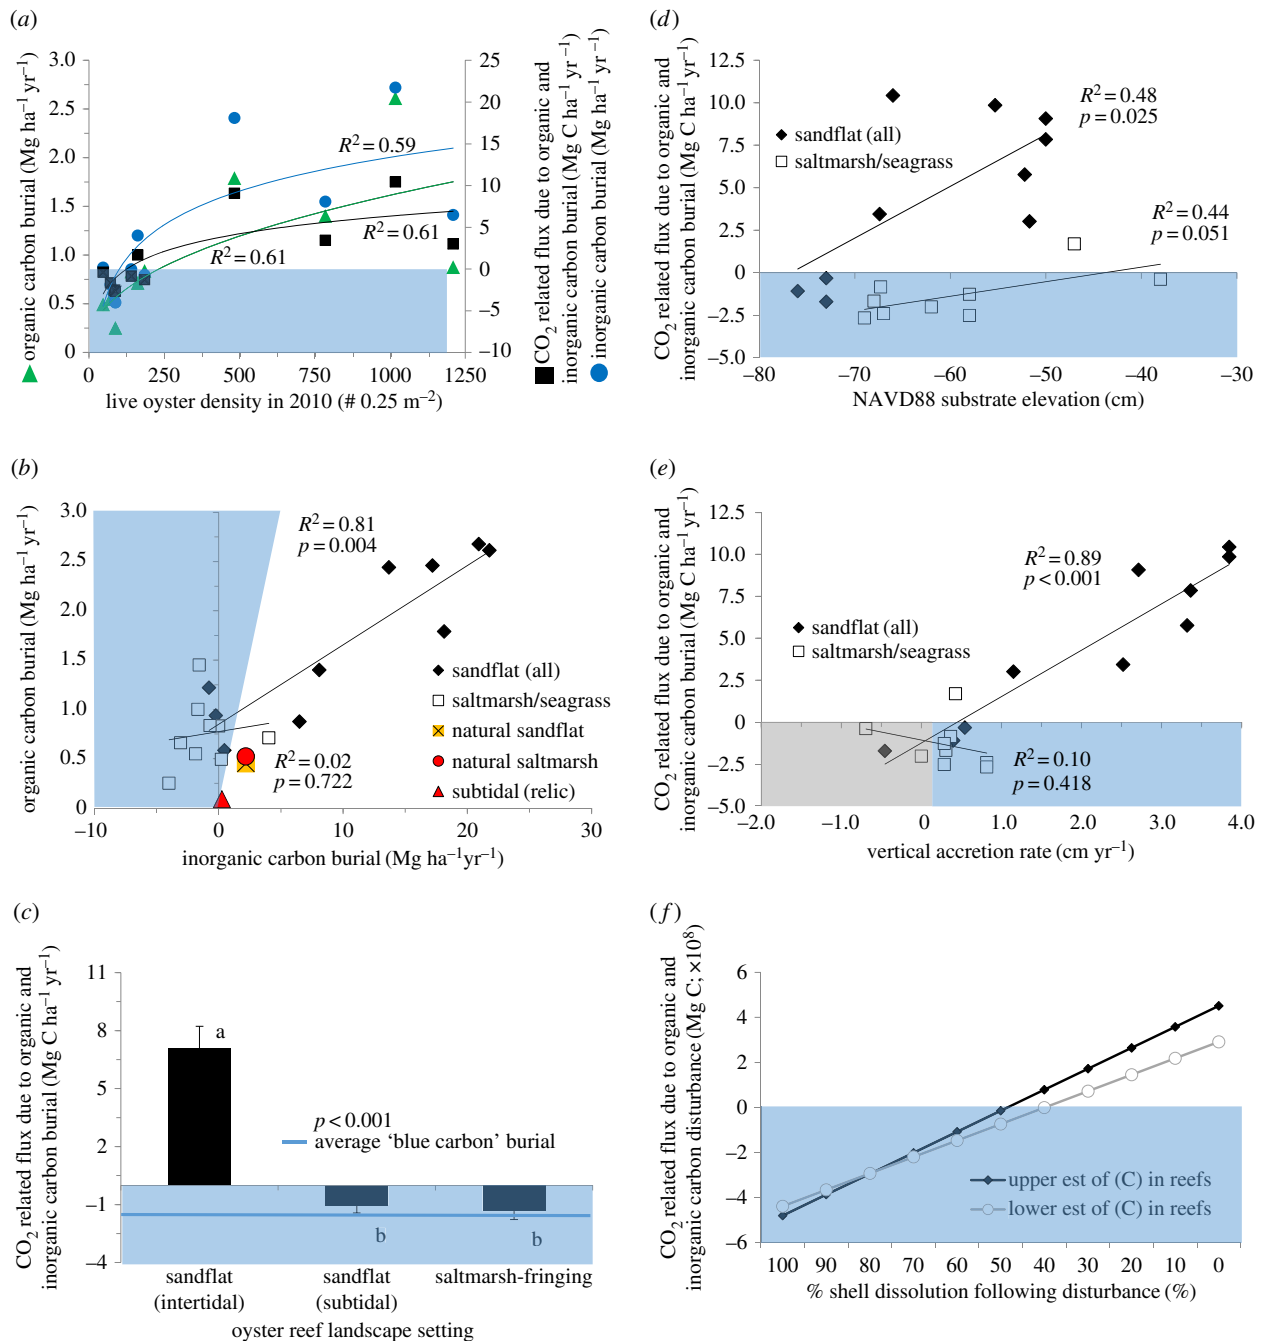 (a)
3.0
2.5
2.0
1.5
1.0
0.5
0
25
20
15
10
5
0
−5
−10
organic carbon burial (Mg ha−1 yr−1)
CO2 related flux due to organic and
inorganic carbon burial (Mg C ha−1 yr−1)
inorganic carbon burial (Mg ha−1 yr−1)
R2 = 0.59
R2 = 0.61
R2 = 0.61
0 250 500 750 1000 1250
live oyster density in 2010 (# 0.25 m−2)
(b)
organic carbon burial (Mg ha−1 yr−1)
3.0
2.5
2.0
1.5
1.0
0.5
0
R2 = 0.81
p = 0.004
sandflat (all)
saltmarsh/seagrass
natural sandflat
natural saltmarsh
subtidal (relic)
R2 = 0.02
p = 0.722
−10 0 10 20 30
inorganic carbon burial (Mg ha−1yr−1)
(c)
CO2 related flux due to organic and
inorganic carbon burial (Mg C ha−1 yr−1)
11
8
5
2
−1
−4
a
p < 0.001
average ‘blue carbon’ burial
b
b
sandflat
(intertidal)
sandflat
(subtidal)
saltmarsh-fringing
oyster reef landscape setting
(d)
CO2 related flux due to organic and
inorganic carbon burial (Mg C ha−1 yr−1)
12.5
10.0
7.5
5.0
2.5
0
−2.5
−5.0
R2 = 0.48
p = 0.025
sandflat (all)
saltmarsh/seagrass
R2 = 0.44
p = 0.051
−80 −70 −60 −50 −40 −30
NAVD88 substrate elevation (cm)
(e)
CO2 related flux due to organic and
inorganic carbon burial (Mg C ha−1 yr−1)
12.5
10.0
7.5
5.0
2.5
0
−2.5
−5.0
R2 = 0.89
p < 0.001
sandflat (all)
saltmarsh/seagrass
R2 = 0.10
p = 0.418
−2.0 −1.0 0 1.0 2.0 3.0 4.0
vertical accretion rate (cm yr−1)
(f)
CO2 related flux due to organic and
inorganic carbon disturbance (Mg C; ×108)
6
4
2
0
−2
−4
−6
upper est of (C) in reefs
lower est of (C) in reefs
100 90 80 70 60 50 40 30 20 10 0
% shell dissolution following disturbance (%)